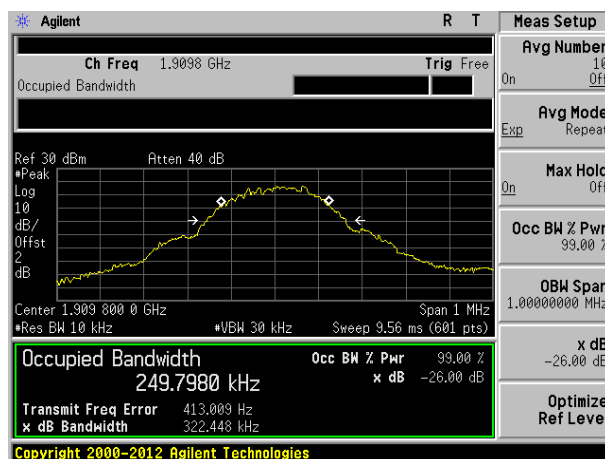 Agilent R T
Ch Freq 1.9098 GHz Trig Free
Occupied Bandwidth
Ref 30 dBm Atten 40 dB
#Peak
Log
10
dB/
Offst
2
dB
Center 1.909 800 0 GHz Span 1 MHz
#Res BW 10 kHz #VBW 30 kHz Sweep 9.56 ms (601 pts)
Occupied Bandwidth Occ BW % Pwr 99.00 %
249.7980 kHz x dB -26.00 dB
Transmit Freq Error 413.009 Hz
x dB Bandwidth 322.448 kHz
Copyright 2000-2012 Agilent Technologies
Meas Setup
Avg Number
10
On Off
Avg Mode
Exp Repeat
Max Hold
On Off
Occ BW % Pwr
99.00 %
OBW Span
1.00000000 MHz
x dB
-26.00 dB
Optimize
Ref Level